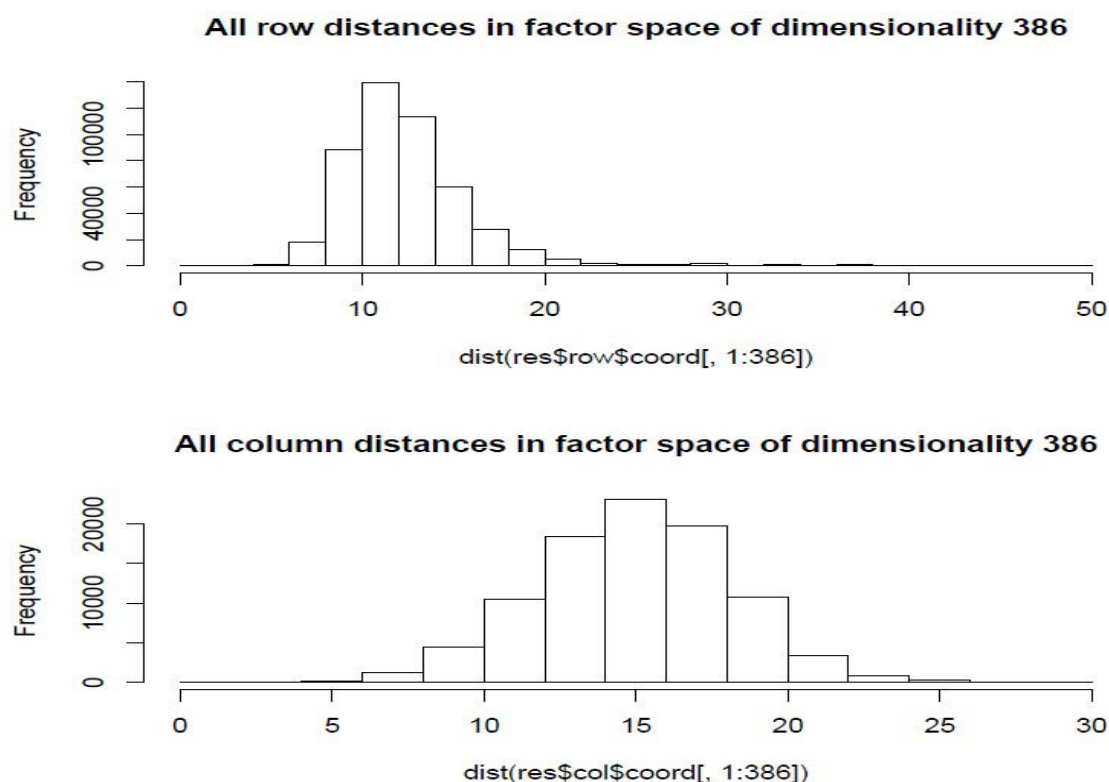 All row distances in factor space of dimensionality 386
Frequency
0 40000 100000
0 10 20 30 40 50
dist(res$row$coord[, 1:386])
All column distances in factor space of dimensionality 386
Frequency
0 10000 20000
0 5 10 15 20 25 30
dist(res$col$coord[, 1:386])